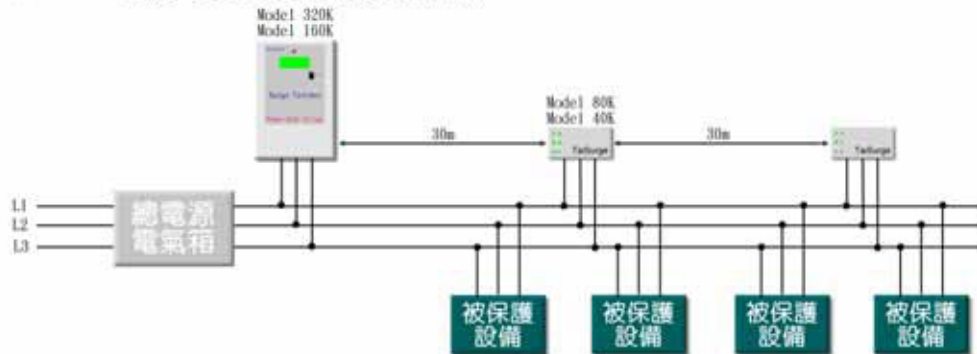 Model 320K
Model 160K
Model 80K
Model 40K
30m
30m
TaiSurge
TaiSurge
L1
L2
L3
總電源
電氣箱
被保護
設備
被保護
設備
被保護
設備
被保護
設備